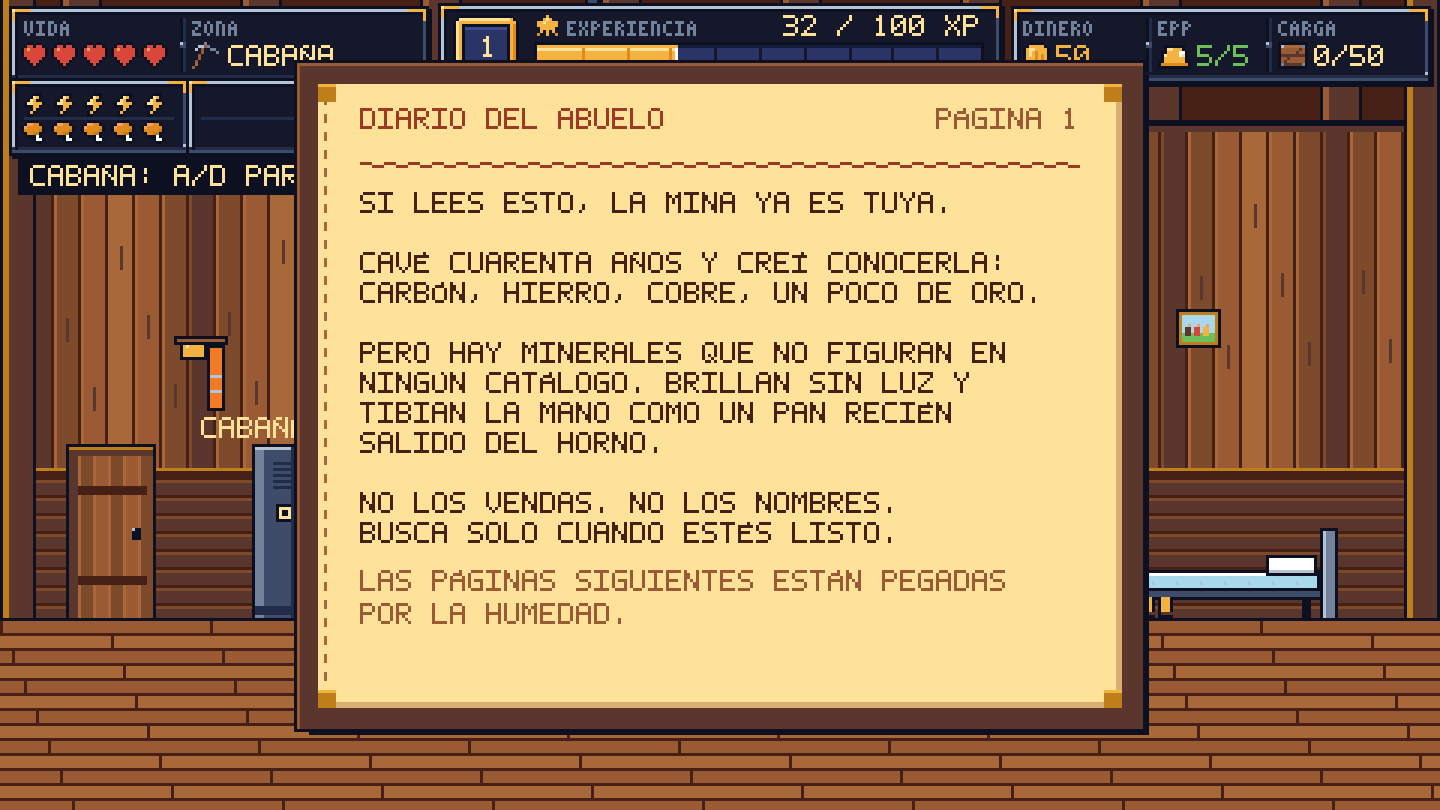 VIDA
ZONA
CABAÑA
1
EXPERIENCIA
32 / 100 XP
DINERO
50
EPP
5/5
CARGA
0/50
CABAÑA: A/D PAR
CABAÑ
DIARIO DEL ABUELO
PÁGINA 1
SI LEES ESTO, LA MINA YA ES TUYA.
CAVÉ CUARENTA AÑOS Y CREÍ CONOCERLA:
CARBÓN, HIERRO, COBRE, UN POCO DE ORO.
PERO HAY MINERALES QUE NO FIGURAN EN
NINGÚN CATÁLOGO. BRILLAN SIN LUZ Y
TIBIAN LA MANO COMO UN PAN RECIÉN
SALIDO DEL HORNO.
NO LOS VENDAS. NO LOS NOMBRES.
BUSCA SOLO CUANDO ESTÉS LISTO.
LAS PÁGINAS SIGUIENTES ESTÁN PEGADAS
POR LA HUMEDAD.